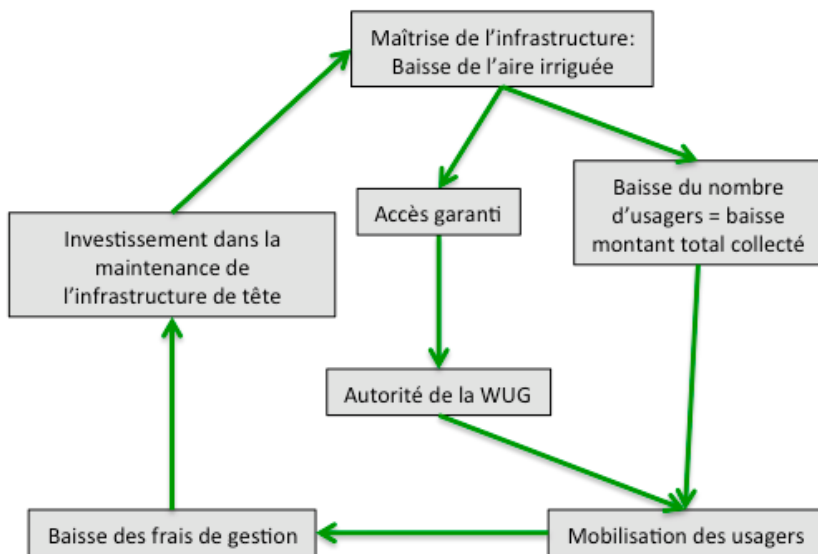 Maîtrise de l’infrastructure:
Baisse de l’aire irriguée
Accès garanti
Baisse du nombre
d’usagers = baisse
montant total collecté
Investissement dans la
maintenance de
l’infrastructure de tête
Autorité de la WUG
Baisse des frais de gestion
Mobilisation des usagers